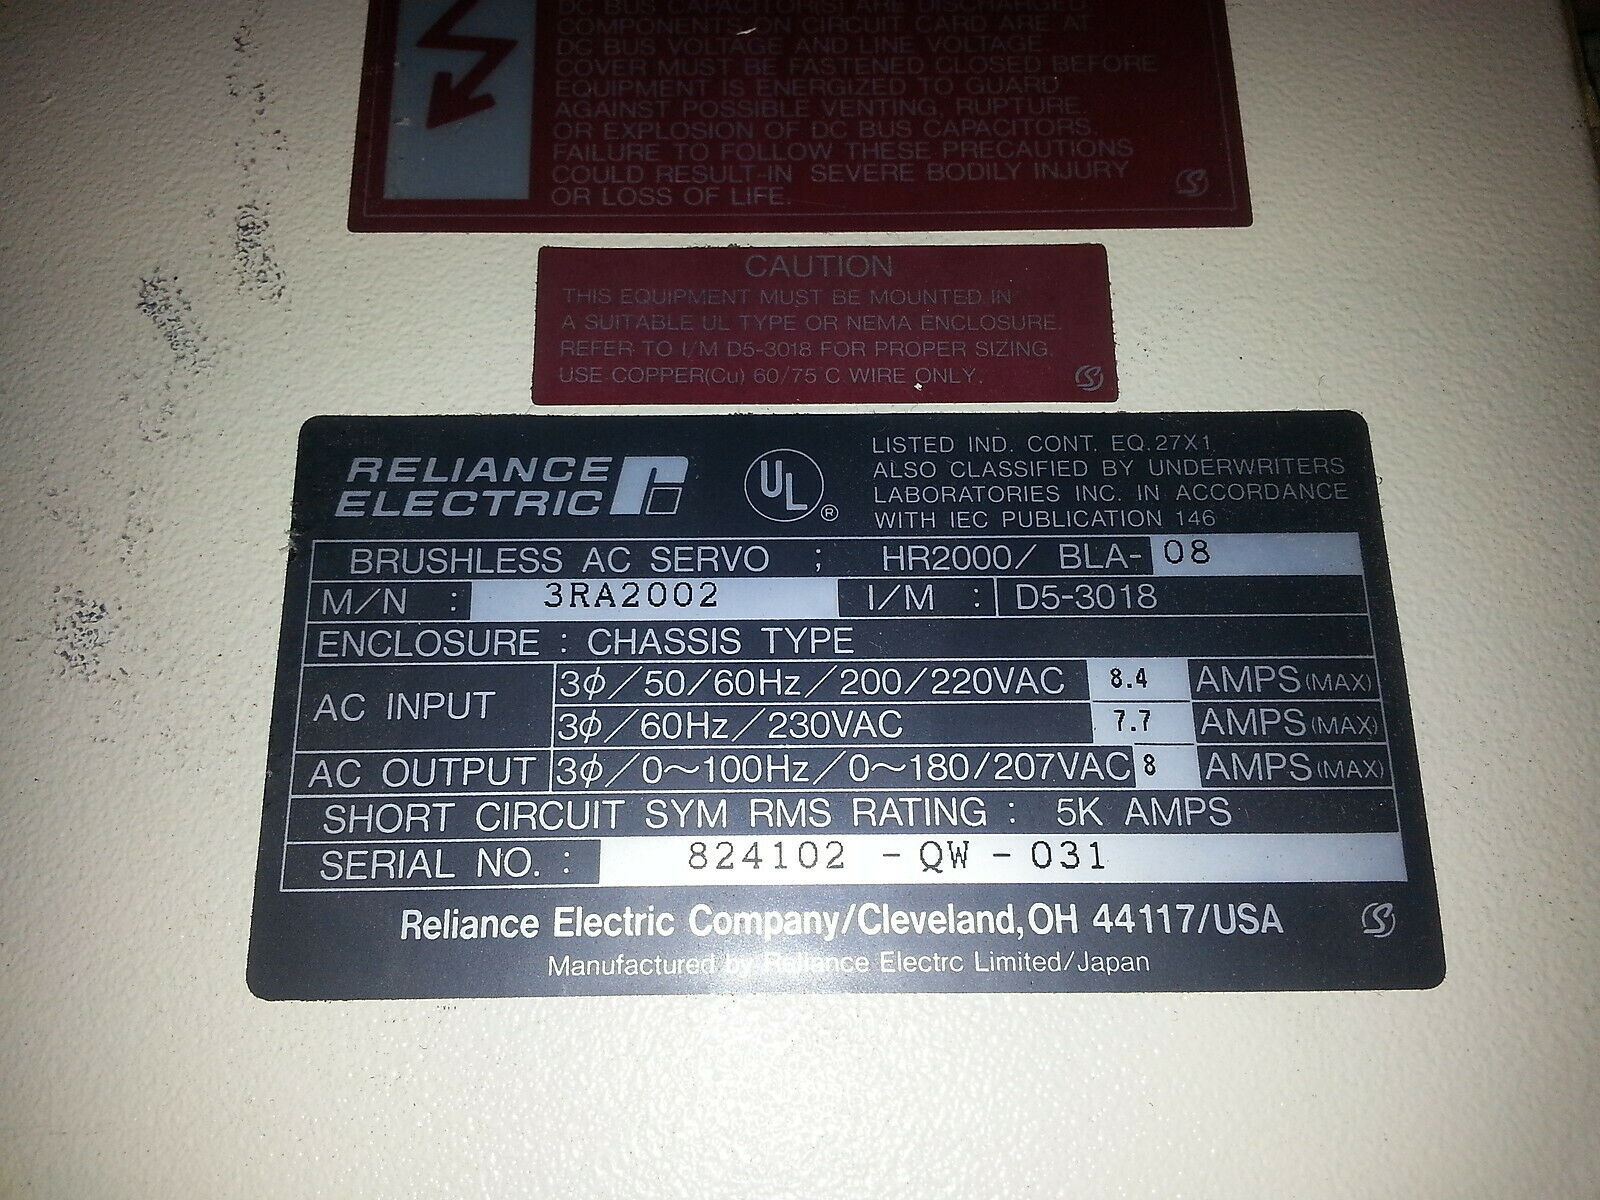 DC BUS CAPACITOR(S) ARE DISCHARGED
COMPONENTS ON CIRCUIT CARD ARE AT
DC BUS VOLTAGE AND LINE VOLTAGE
COVER MUST BE FASTENED CLOSED BEFORE
EQUIPMENT IS ENERGIZED TO GUARD
AGAINST POSSIBLE VENTING, RUPTURE,
OR EXPLOSION OF DC BUS CAPACITORS.
FAILURE TO FOLLOW THESE PRECAUTIONS
COULD RESULT-IN SEVERE BODILY INJURY
OR LOSS OF LIFE.
CAUTION
THIS EQUIPMENT MUST BE MOUNTED IN
A SUITABLE UL TYPE OR NEMA ENCLOSURE.
REFER TO I/M D5-3018 FOR PROPER SIZING.
USE COPPER(Cu) 60/75 C WIRE ONLY.
RELIANCE
ELECTRIC
UL ®
LISTED IND. CONT. EQ. 27X1
ALSO CLASSIFIED BY UNDERWRITERS
LABORATORIES INC. IN ACCORDANCE
WITH IEC PUBLICATION 146
BRUSHLESS AC SERVO ; HR2000/ BLA-08
M/N : 3RA2002 I/M : D5-3018
ENCLOSURE : CHASSIS TYPE
AC INPUT 3φ/50/60Hz/200/220VAC 8.4 AMPS(MAX)
3φ/60Hz/230VAC 7.7 AMPS(MAX)
AC OUTPUT 3φ/0~100Hz/0~180/207VAC 8 AMPS(MAX)
SHORT CIRCUIT SYM RMS RATING : 5K AMPS
SERIAL NO. : 824102 - QW - 031
Reliance Electric Company/Cleveland, OH 44117/USA
Manufactured by Reliance Electrc Limited/Japan